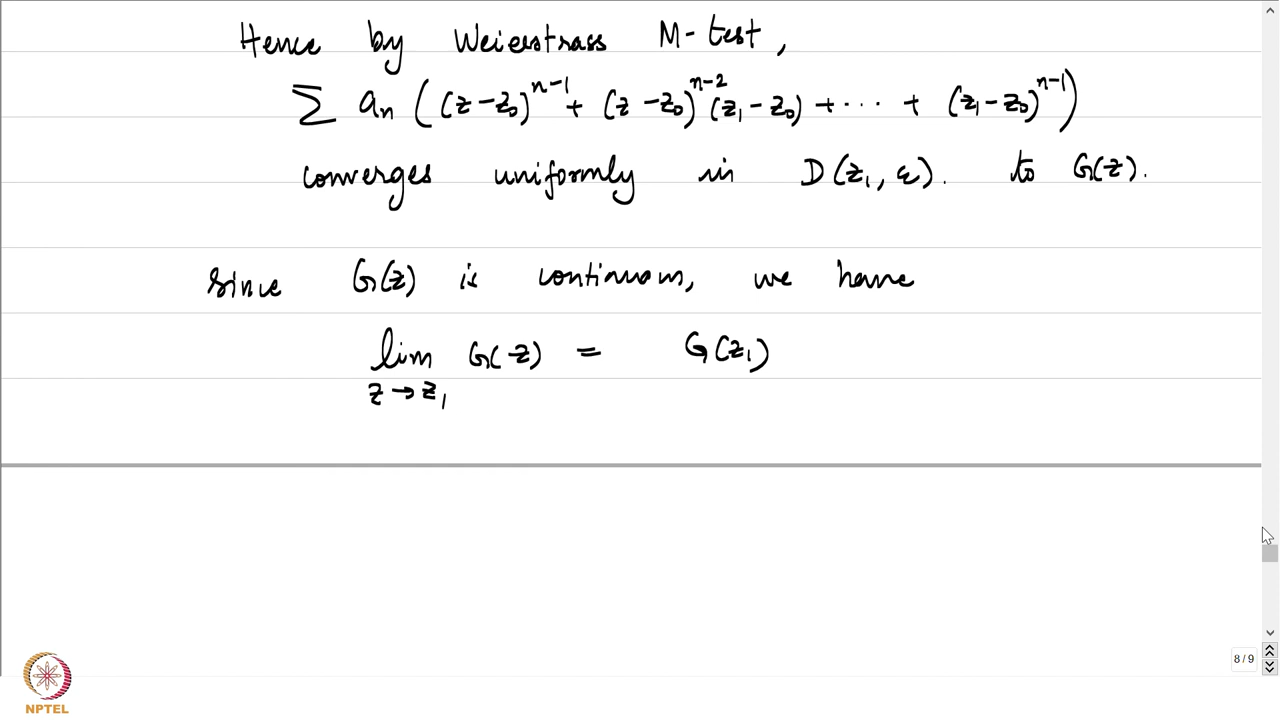 Hence by Weierstrass M-test,
∑ aₙ ((z-z₀)ⁿ⁻¹ + (z-z₀)ⁿ⁻² (z₁-z₀) + ⋯ + (z₁-z₀)ⁿ⁻¹)
converges uniformly in D(z₁, ε). to G(z).
Since G(z) is continuous, we have
lim G(z) = G(z₁)
z→z₁
8 / 9
NPTEL